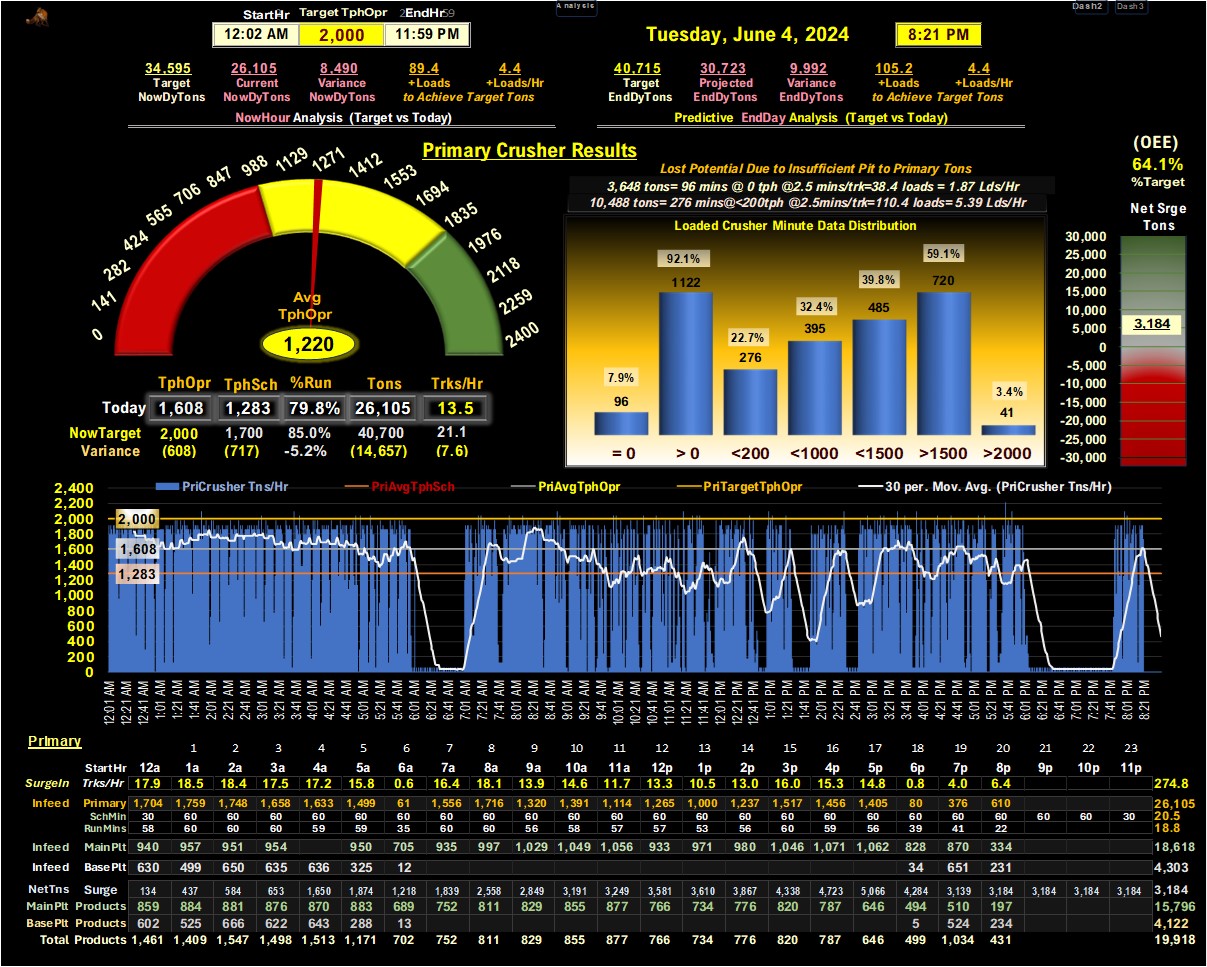 Analysis
Dash2 Dash3
StartHr Target TphOpr EndHr
12:02 AM 2,000 11:59 PM
Tuesday, June 4, 2024 8:21 PM
34,595 26,105 8,490 89.4 4.4
Target Current Variance +Loads +Loads/Hr
NowDyTons NowDyTons NowDyTons to Achieve Target Tons
NowHour Analysis (Target vs Today)
40,715 30,723 9,992 105.2 4.4
Target Projected Variance +Loads +Loads/Hr
EndDyTons EndDyTons EndDyTons to Achieve Target Tons
Predictive EndDay Analysis (Target vs Today)
Primary Crusher Results
0 141 282 424 565 706 847 988 1129 1271 1412 1553 1694 1835 1976 2118 2259 2400
Avg
TphOpr
1,220
TphOpr TphSch %Run Tons Trks/Hr
Today 1,608 1,283 79.8% 26,105 13.5
NowTarget 2,000 1,700 85.0% 40,700 21.1
Variance (608) (717) -5.2% (14,657) (7.6)
Lost Potential Due to Insufficient Pit to Primary Tons
3,648 tons= 96 mins @ 0 tph @2.5 mins/trk=38.4 loads = 1.87 Lds/Hr
10,488 tons= 276 mins@<200tph @2.5mins/trk=110.4 loads= 5.39 Lds/Hr
Loaded Crusher Minute Data Distribution
7.9% 92.1% 22.7% 32.4% 39.8% 59.1% 3.4%
96 1122 276 395 485 720 41
= 0 > 0 <200 <1000 <1500 >1500 >2000
(OEE)
64.1%
%Target
Net Srge
Tons
30,000
25,000
20,000
15,000
10,000
5,000
0
-5,000
-10,000
-15,000
-20,000
-25,000
-30,000
3,184
PriCrusher Tns/Hr PriAvgTphSch PriAvgTphOpr PriTargetTphOpr 30 per. Mov. Avg. (PriCrusher Tns/Hr)
2,400
2,200
2,000
1,800
1,600
1,400
1,200
1,000
800
600
400
200
0
2,000
1,608
1,283
12:01 AM 12:21 AM 12:41 AM 1:01 AM 1:21 AM 1:41 AM 2:01 AM 2:21 AM 2:41 AM 3:01 AM 3:21 AM 3:41 AM 4:01 AM 4:21 AM 4:41 AM 5:01 AM 5:21 AM 5:41 AM 6:01 AM 6:21 AM 6:41 AM 7:01 AM 7:21 AM 7:41 AM 8:01 AM 8:21 AM 8:41 AM 9:01 AM 9:21 AM 9:41 AM 10:01 AM 10:21 AM 10:41 AM 11:01 AM 11:21 AM 11:41 AM 12:01 PM 12:21 PM 12:41 PM 1:01 PM 1:21 PM 1:41 PM 2:01 PM 2:21 PM 2:41 PM 3:01 PM 3:21 PM 3:41 PM 4:01 PM 4:21 PM 4:41 PM 5:01 PM 5:21 PM 5:41 PM 6:01 PM 6:21 PM 6:41 PM 7:01 PM 7:21 PM 7:41 PM 8:01 PM 8:21 PM
Primary
1 2 3 4 5 6 7 8 9 10 11 12 13 14 15 16 17 18 19 20 21 22 23
StartHr 12a 1a 2a 3a 4a 5a 6a 7a 8a 9a 10a 11a 12p 1p 2p 3p 4p 5p 6p 7p 8p 9p 10p 11p
SurgeIn Trks/Hr 17.9 18.5 18.4 17.5 17.2 15.8 0.6 16.4 18.1 13.9 14.6 11.7 13.3 10.5 13.0 16.0 15.3 14.8 0.8 4.0 6.4 274.8
Infeed Primary 1,704 1,759 1,748 1,658 1,633 1,499 61 1,556 1,716 1,320 1,391 1,114 1,265 1,000 1,237 1,517 1,456 1,405 80 376 610 26,105
SchMin 30 60 60 60 60 60 60 60 60 60 60 60 60 60 60 60 60 60 60 60 60 60 60 30 20.5
RunMins 58 60 60 60 59 59 35 60 60 56 58 57 57 53 56 60 59 56 39 41 22 18.8
Infeed MainPlt 940 957 951 954 950 705 935 997 1,029 1,049 1,056 933 971 980 1,046 1,071 1,062 828 870 334 18,618
Infeed BasePlt 630 499 650 635 636 325 12 34 651 231 4,303
NetTns Surge 134 437 584 653 1,650 1,874 1,218 1,839 2,558 2,849 3,191 3,249 3,581 3,610 3,867 4,338 4,723 5,066 4,284 3,139 3,184 3,184 3,184 3,184 3,184
MainPlt Products 859 884 881 876 870 883 689 752 811 829 855 877 766 734 776 820 787 646 494 510 197 15,796
BasePlt Products 602 525 666 622 643 288 13 5 524 234 4,122
Total Products 1,461 1,409 1,547 1,498 1,513 1,171 702 752 811 829 855 877 766 734 776 820 787 646 499 1,034 431 19,918